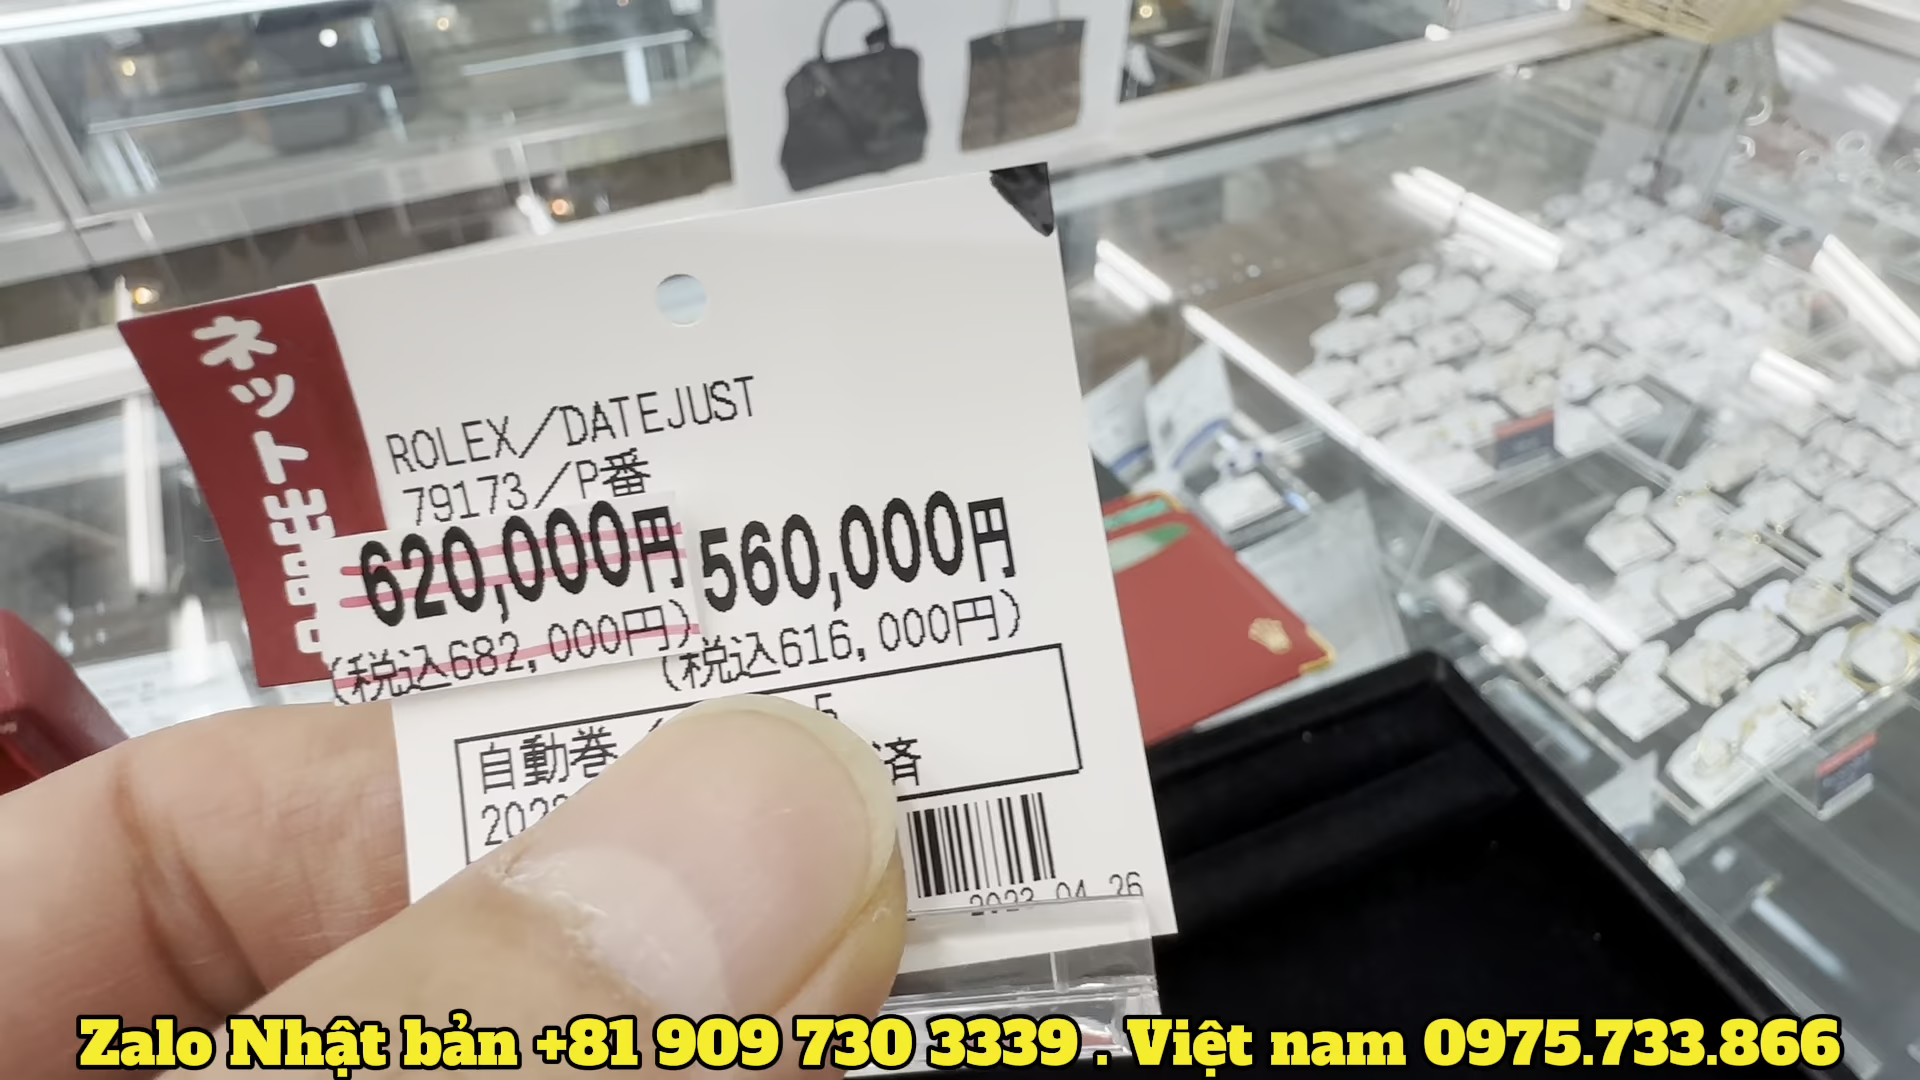 ネット出品中
ROLEX／DATEJUST
79173／P番
620,000円
(税込682,000円)
560,000円
(税込616,000円)
自動巻
5
済
2023.04.26
Zalo Nhật bản +81 909 730 3339 . Việt nam 0975.733.866